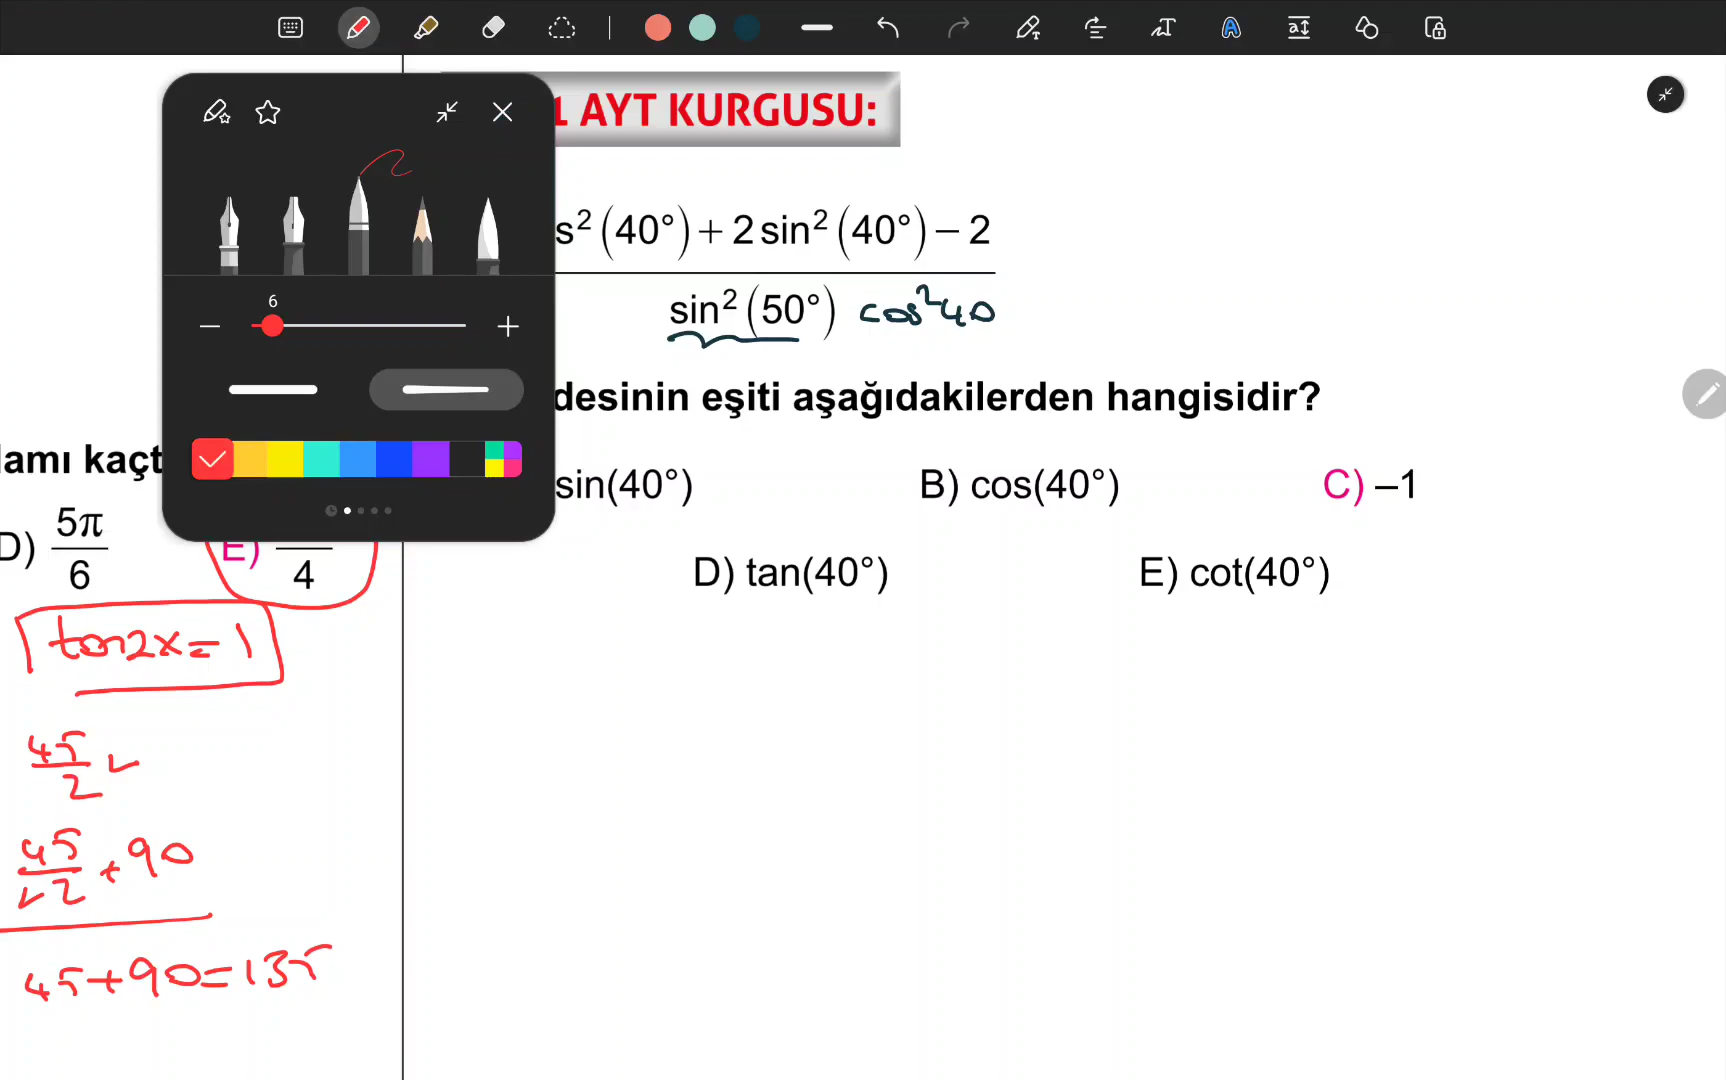 1 AYT KURGUSU:
s² (40°) + 2 sin² (40°) – 2
sin² (50°) cos²40
desinin eşiti aşağıdakilerden hangisidir?
sin(40°)
B) cos(40°)
C) –1
D) tan(40°)
E) cot(40°)
6
lamı kaçt
D) 5π/6
E) 4
tan2x=1
45/2
45/2 + 90
45+90=135